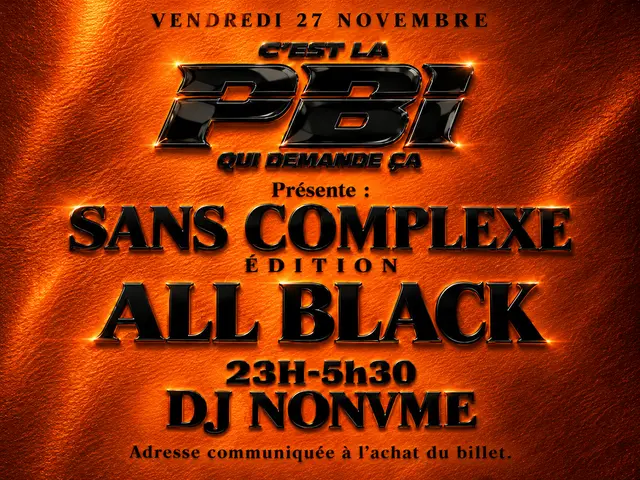 VENDREDI 27 NOVEMBRE
C'EST LA
PBI
QUI DEMANDE ÇA
Présente :
SANS COMPLEXE
ÉDITION
ALL BLACK
23H-5h30
DJ NONVME
Adresse communiquée à l'achat du billet.